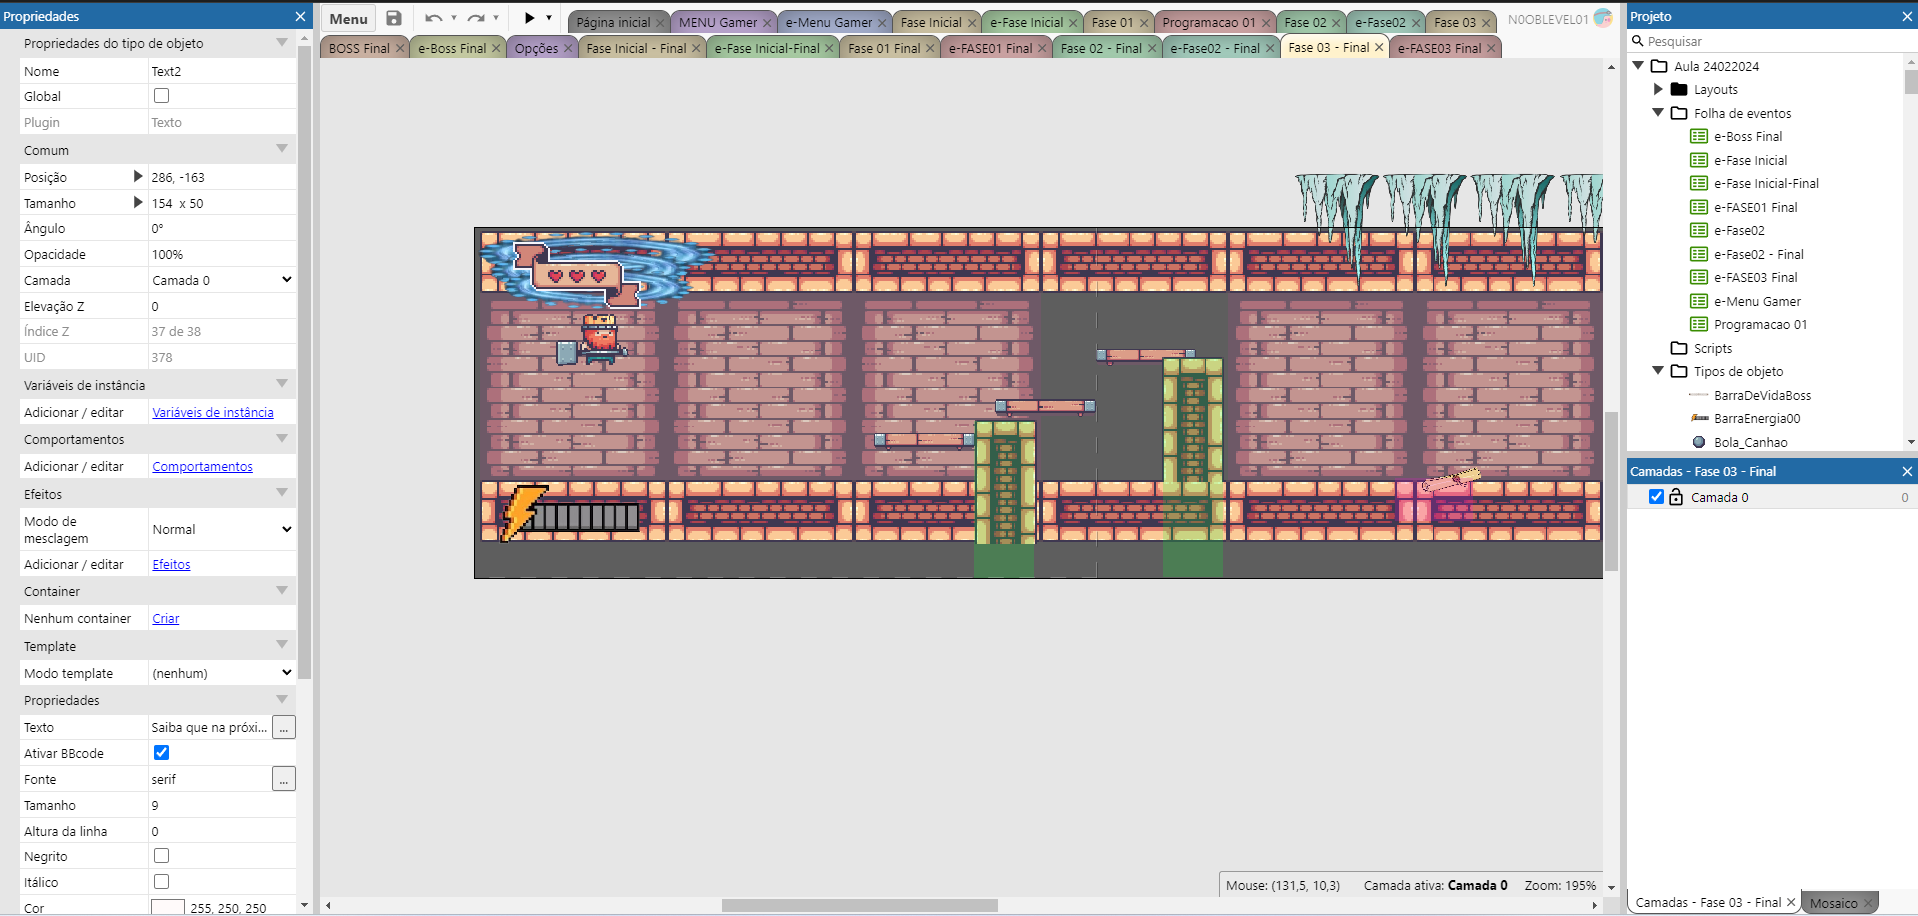 Propriedades
Propriedades do tipo de objeto
Nome Text2
Global
Plugin Texto
Comum
Posição 286, -163
Tamanho 154 x 50
Ângulo 0°
Opacidade 100%
Camada Camada 0
Elevação Z 0
Índice Z 37 de 38
UID 378
Variáveis de instância
Adicionar / editar Variáveis de instância
Comportamentos
Adicionar / editar Comportamentos
Efeitos
Modo de mesclagem Normal
Adicionar / editar Efeitos
Container
Nenhum container Criar
Template
Modo template (nenhum)
Propriedades
Texto Saiba que na próxi... ...
Ativar BBcode
Fonte serif ...
Tamanho 9
Altura da linha 0
Negrito
Itálico
Cor 255, 250, 250
Menu
Página inicial MENU Gamer e-Menu Gamer Fase Inicial e-Fase Inicial Fase 01 Programacao 01 Fase 02 e-Fase02 Fase 03 N0OBLEVEL01
BOSS Final e-Boss Final Opções Fase Inicial - Final e-Fase Inicial-Final Fase 01 Final e-FASE01 Final Fase 02 - Final e-Fase02 - Final Fase 03 - Final e-FASE03 Final
Mouse: (131,5, 10,3) Camada ativa: Camada 0 Zoom: 195%
Projeto
Pesquisar
Aula 24022024
Layouts
Folha de eventos
e-Boss Final
e-Fase Inicial
e-Fase Inicial-Final
e-FASE01 Final
e-Fase02
e-Fase02 - Final
e-FASE03 Final
e-Menu Gamer
Programacao 01
Scripts
Tipos de objeto
BarraDeVidaBoss
BarraEnergia00
Bola_Canhao
Camadas - Fase 03 - Final
Camada 0 0
Camadas - Fase 03 - Final Mosaico